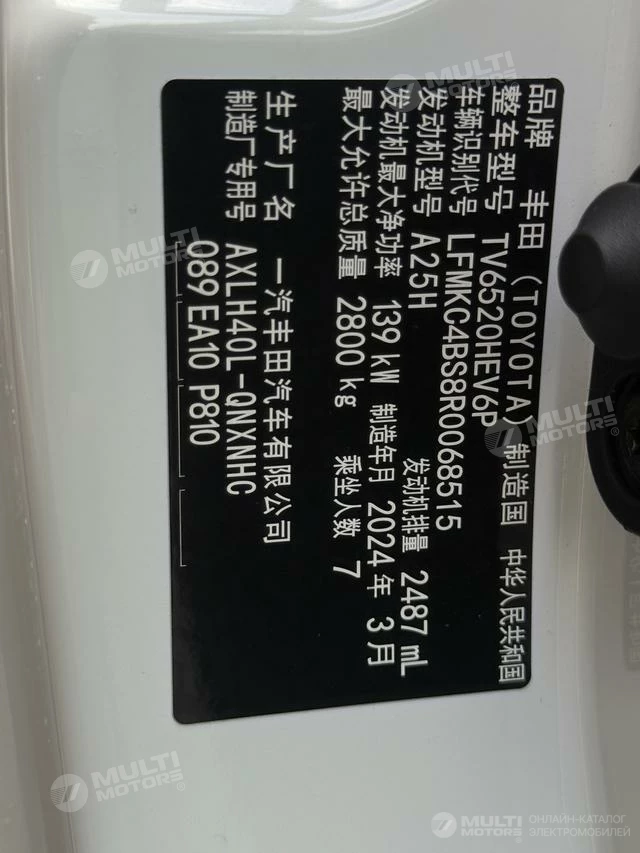 品牌 丰田 (TOYOTA) 制造国 中华人民共和国
整车型号 TV6520HEV6P
车辆识别代号 LFMKC4BS8R0068515
发动机型号 A25H 发动机排量 2487 mL
发动机最大净功率 139 kW 制造年月 2024 年 3 月
最大允许总质量 2800 kg 乘坐人数 7
生产厂名 一汽丰田汽车有限公司
制造厂专用号 AXLH40L-QNXNHC
089 EA10 P810
MULTI MOTORS®
MULTI MOTORS®
MULTI MOTORS®
MULTI MOTORS®
MULTI MOTORS® ОНЛАЙН-КАТАЛОГ ЭЛЕКТРОМОБИЛЕЙ